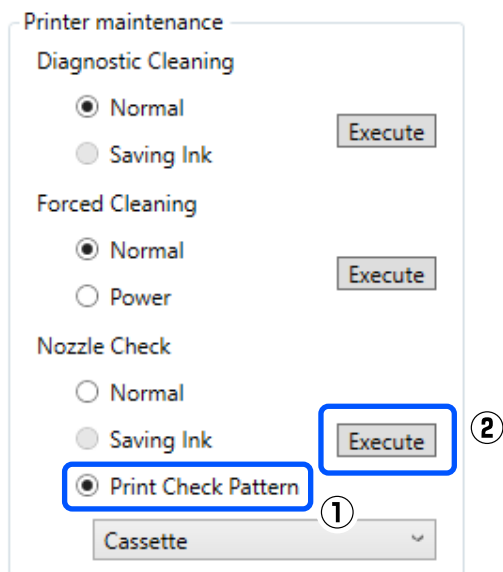 Printer maintenance
Diagnostic Cleaning
Normal
Execute
Saving Ink
Forced Cleaning
Normal
Execute
Power
Nozzle Check
Normal
Saving Ink
Execute
②
Print Check Pattern
①
Cassette